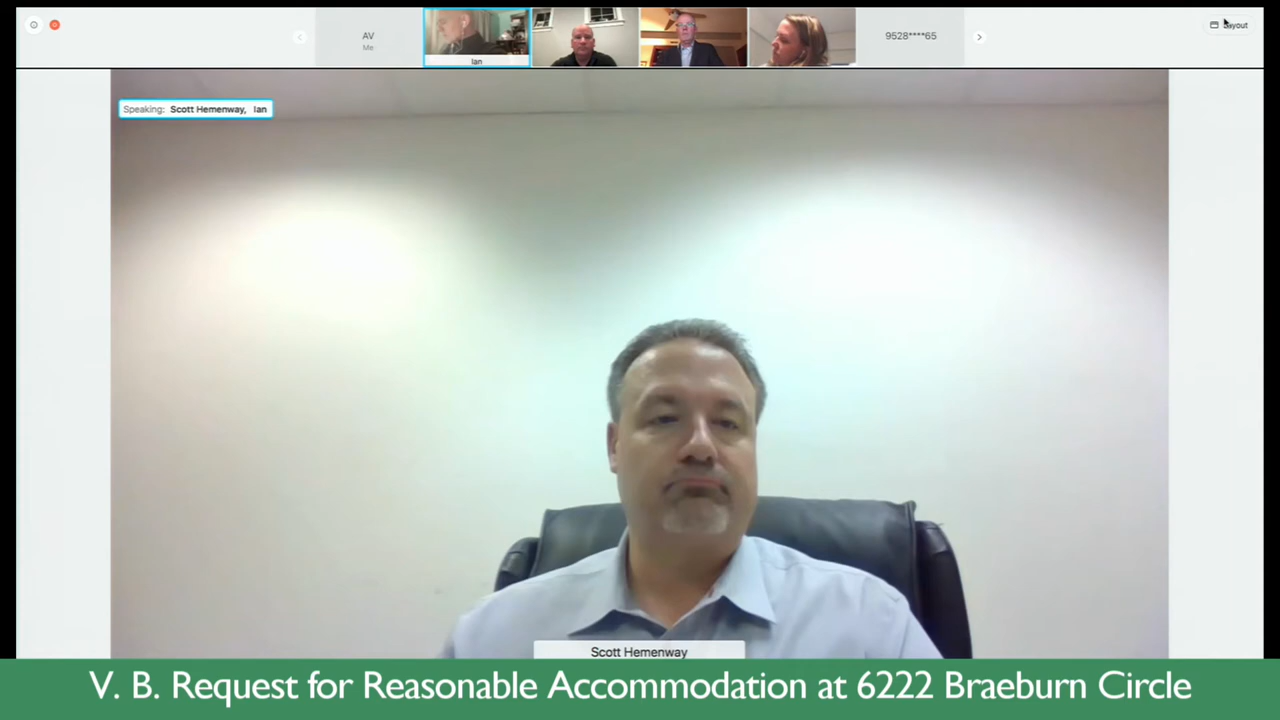 AV
Me
Ian
9528****65
Layout
Speaking: Scott Hemenway, Ian
Scott Hemenway
V. B. Request for Reasonable Accommodation at 6222 Braeburn Circle